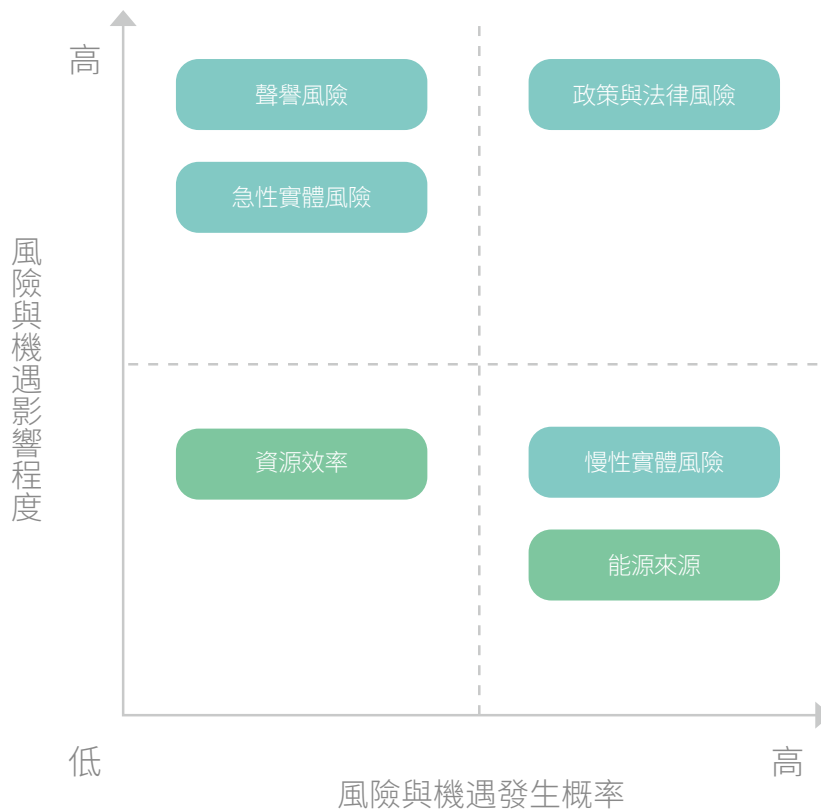 高
聲譽風險
政策與法律風險
急性實體風險
風險與機遇影響程度
資源效率
慢性實體風險
能源來源
低
高
風險與機遇發生概率